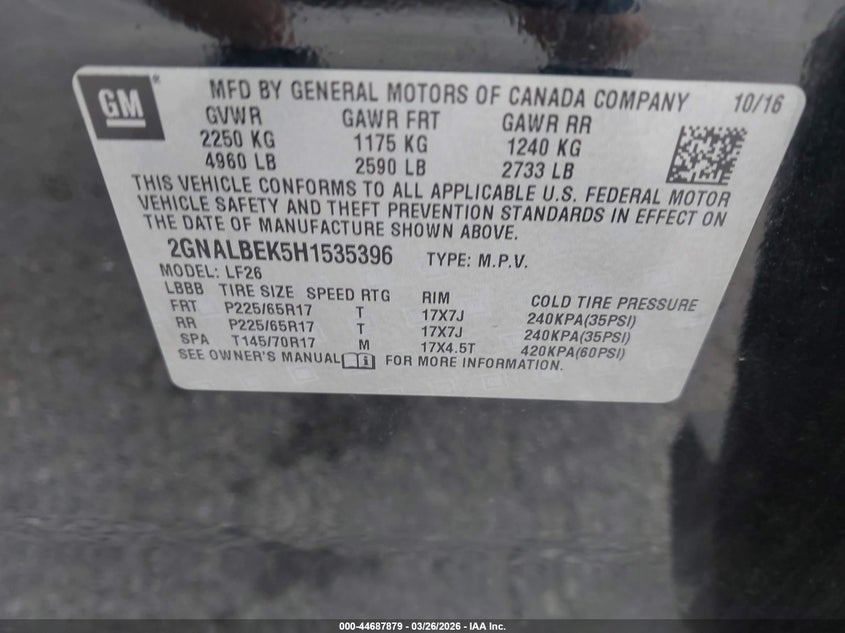 GM®
MFD BY GENERAL MOTORS OF CANADA COMPANY 10/16
GVWR GAWR FRT GAWR RR
2250 KG 1175 KG 1240 KG
4960 LB 2590 LB 2733 LB
THIS VEHICLE CONFORMS TO ALL APPLICABLE U.S. FEDERAL MOTOR
VEHICLE SAFETY AND THEFT PREVENTION STANDARDS IN EFFECT ON
THE DATE OF MANUFACTURE SHOWN ABOVE.
2GNALBEK5H1535396 TYPE: M.P.V.
MODEL: LF26
LBBB TIRE SIZE SPEED RTG RIM COLD TIRE PRESSURE
FRT P225/65R17 T 17X7J 240KPA(35PSI)
RR P225/65R17 T 17X7J 240KPA(35PSI)
SPA T145/70R17 M 17X4.5T 420KPA(60PSI)
SEE OWNER'S MANUAL FOR MORE INFORMATION.
000-44687879 — 03/26/2026 — IAA Inc.